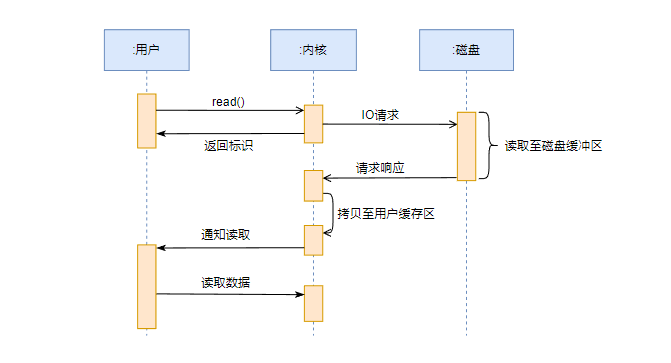 :用户
:内核
:磁盘
read()
IO请求
返回标识
读取至磁盘缓冲区
请求响应
拷贝至用户缓存区
通知读取
读取数据